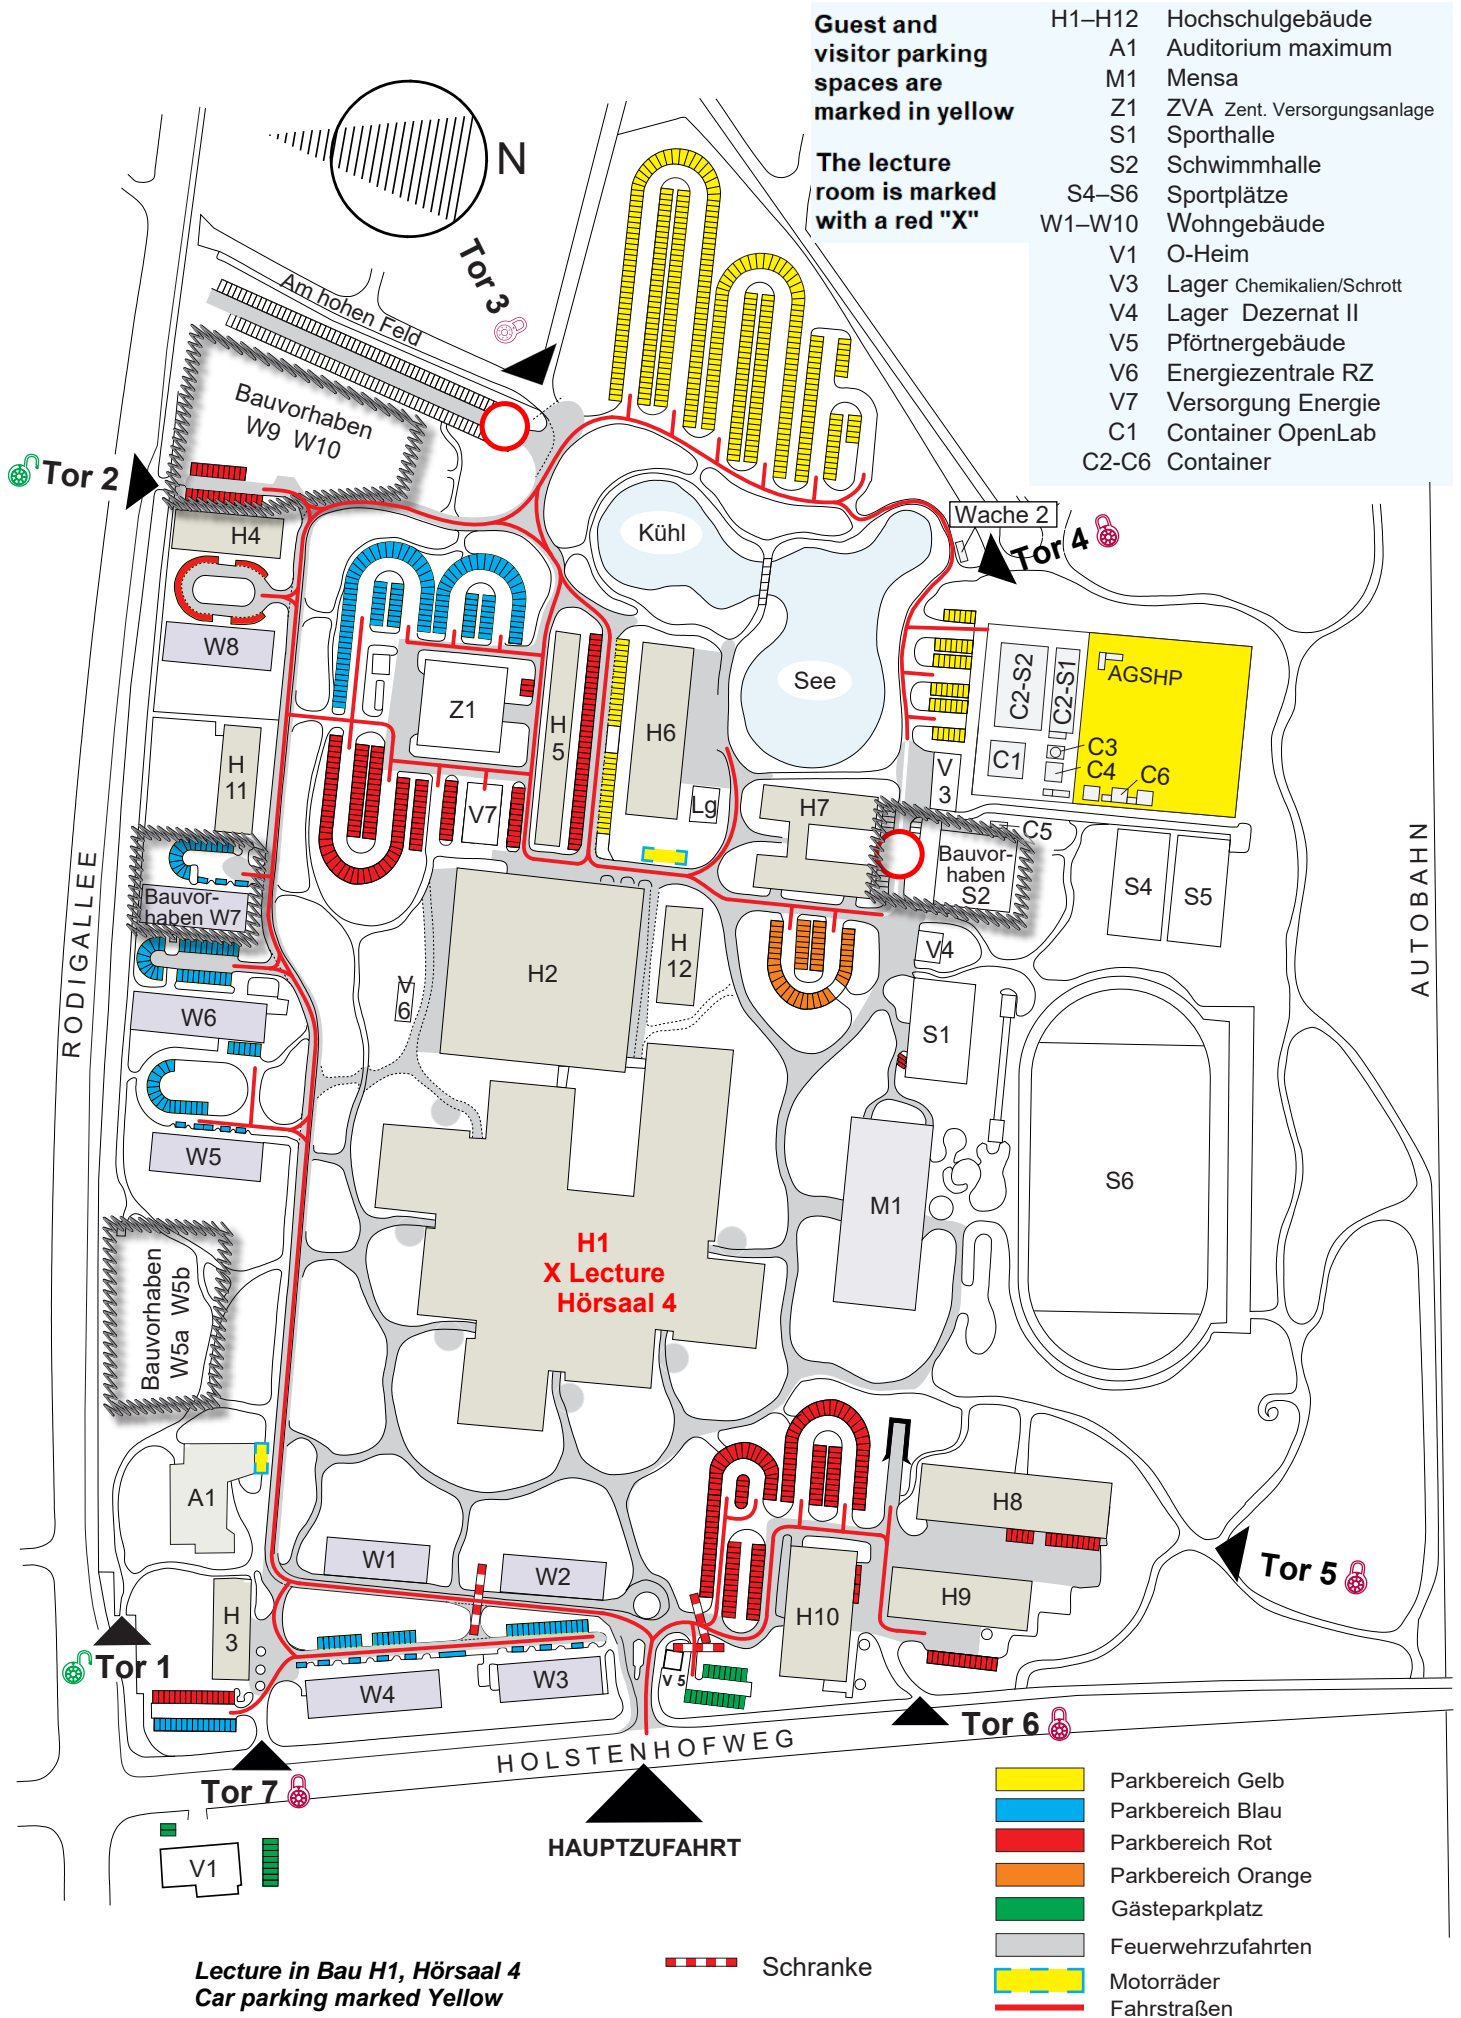 Guest and
visitor parking
spaces are
marked in yellow
The lecture
room is marked
with a red "X"
H1–H12 Hochschulgebäude
A1 Auditorium maximum
M1 Mensa
Z1 ZVA Zent. Versorgungsanlage
S1 Sporthalle
S2 Schwimmhalle
S4–S6 Sportplätze
W1–W10 Wohngebäude
V1 O-Heim
V3 Lager Chemikalien/Schrott
V4 Lager Dezernat II
V5 Pförtnergebäude
V6 Energiezentrale RZ
V7 Versorgung Energie
C1 Container OpenLab
C2-C6 Container
N
Tor 3
Am hohen Feld
Bauvorhaben
W9 W10
Tor 2
H4
W8
Kühl
See
Wache 2
Tor 4
AGSHP
C2-S2
C2-S1
C1
C3
C4
C6
C5
V
3
Z1
H
5
H6
Lg
H7
V7
H
11
Bauvor-
haben W7
Bauvor-
haben
S2
S4
S5
V4
H2
H
12
V
6
S1
W6
W5
RODIGALLEE
AUTOBAHN
M1
S6
H1
X Lecture
Hörsaal 4
Bauvorhaben
W5a W5b
A1
W1
W2
H8
H9
H10
Tor 5
H
3
Tor 1
W4
W3
V 5
Tor 6
HOLSTENHOFWEG
Tor 7
HAUPTZUFAHRT
V1
Parkbereich Gelb
Parkbereich Blau
Parkbereich Rot
Parkbereich Orange
Gästeparkplatz
Feuerwehrzufahrten
Motorräder
Fahrstraßen
Schranke
Lecture in Bau H1, Hörsaal 4
Car parking marked Yellow